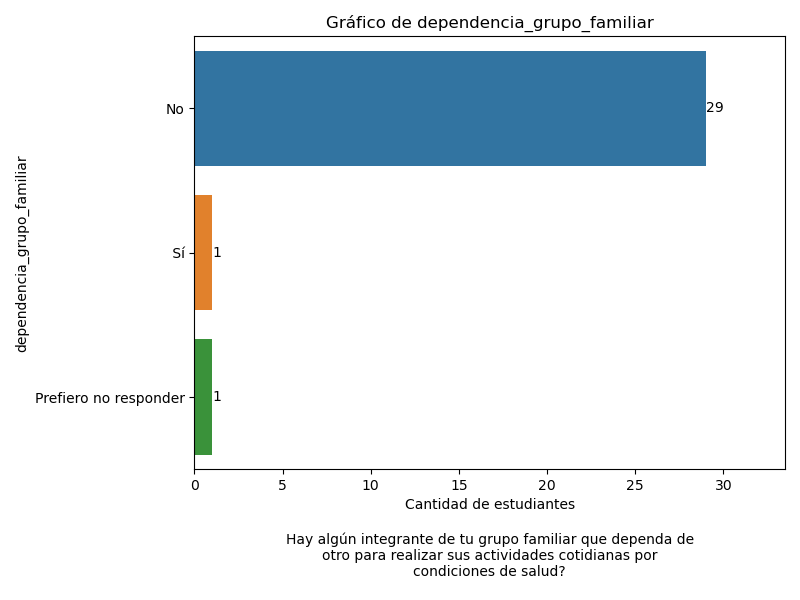 Gráfico de dependencia_grupo_familiar
dependencia_grupo_familiar
No
29
Sí
1
Prefiero no responder
1
0 5 10 15 20 25 30
Cantidad de estudiantes
Hay algún integrante de tu grupo familiar que dependa de
otro para realizar sus actividades cotidianas por
condiciones de salud?